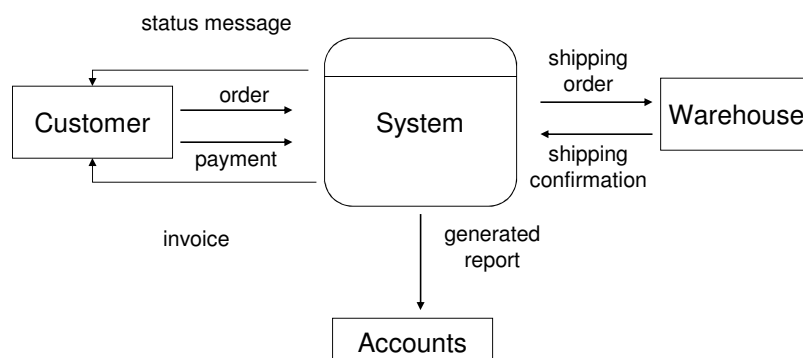 status message
Customer
order
payment
invoice
System
shipping
order
shipping
confirmation
Warehouse
generated
report
Accounts